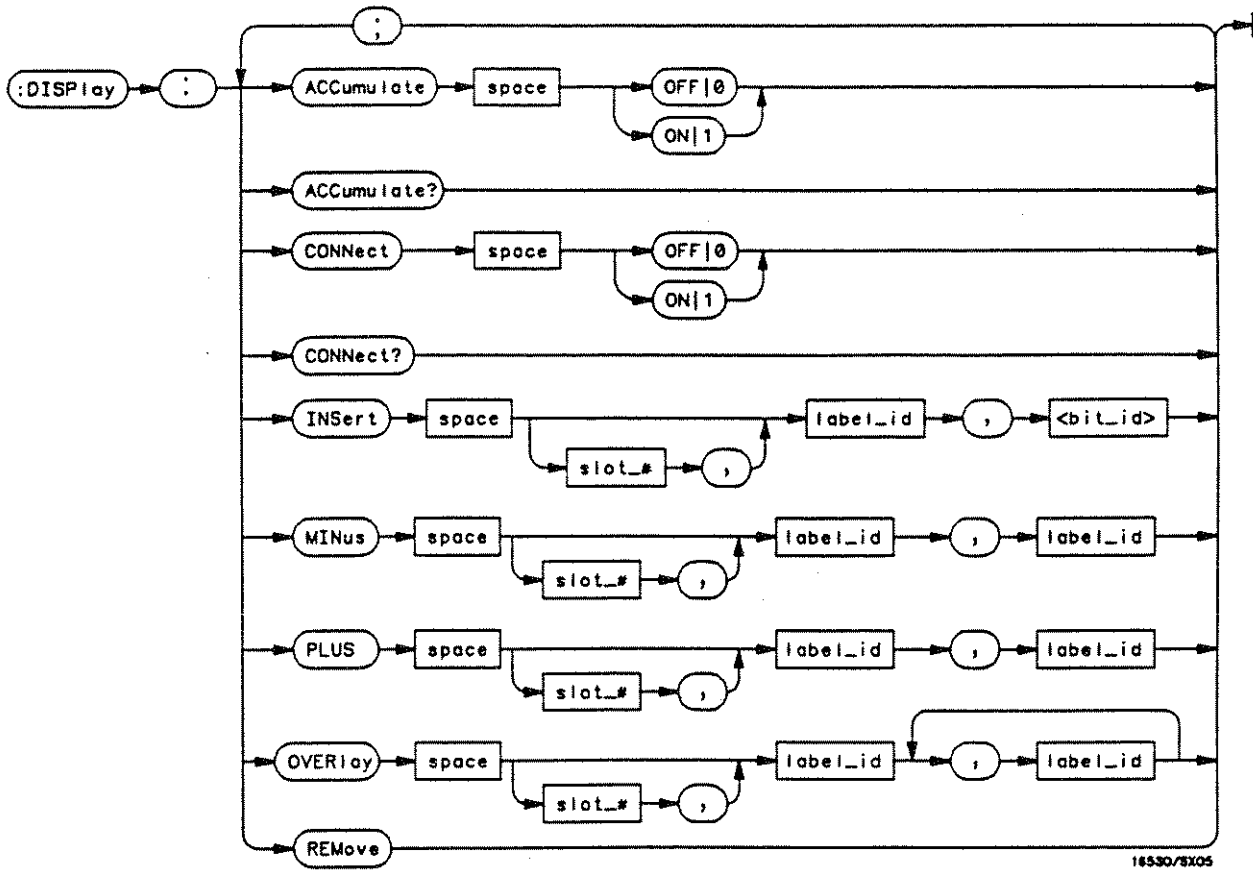 ;
:DISPlay : ACCumulate space OFF|0
ON|1
ACCumulate?
CONNect space OFF|0
ON|1
CONNect?
INSert space label_id , <bit_id>
slot_# ,
MINus space label_id , label_id
slot_# ,
PLUS space label_id , label_id
slot_# ,
OVERlay space label_id , label_id
slot_# ,
REMove
16530/SX05